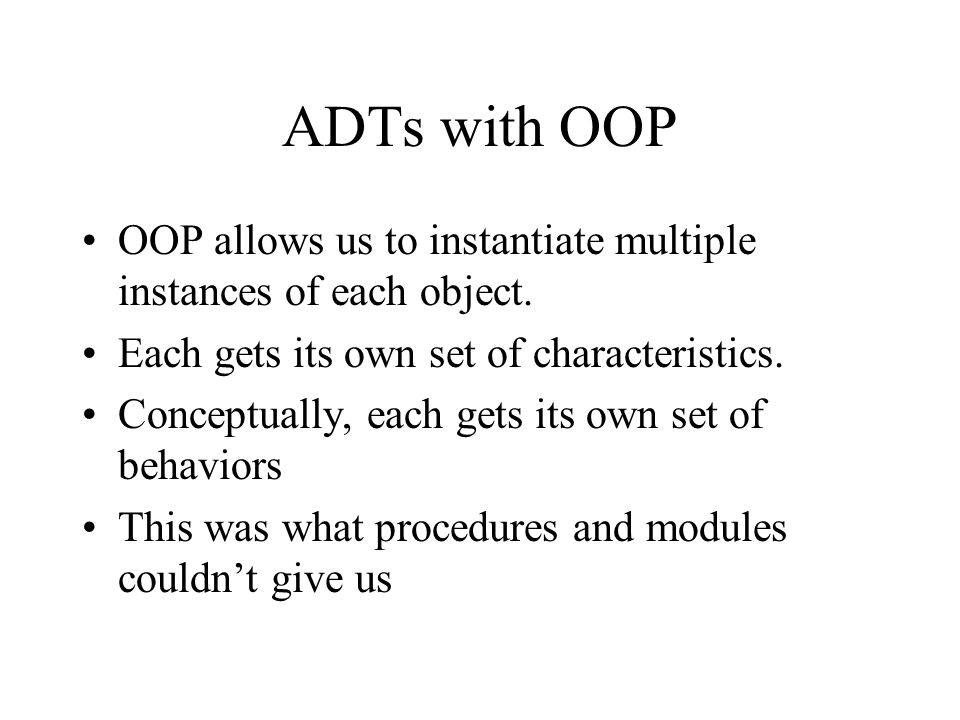 ADTs with OOP
• OOP allows us to instantiate multiple
instances of each object.
• Each gets its own set of characteristics.
• Conceptually, each gets its own set of
behaviors
• This was what procedures and modules
couldn’t give us